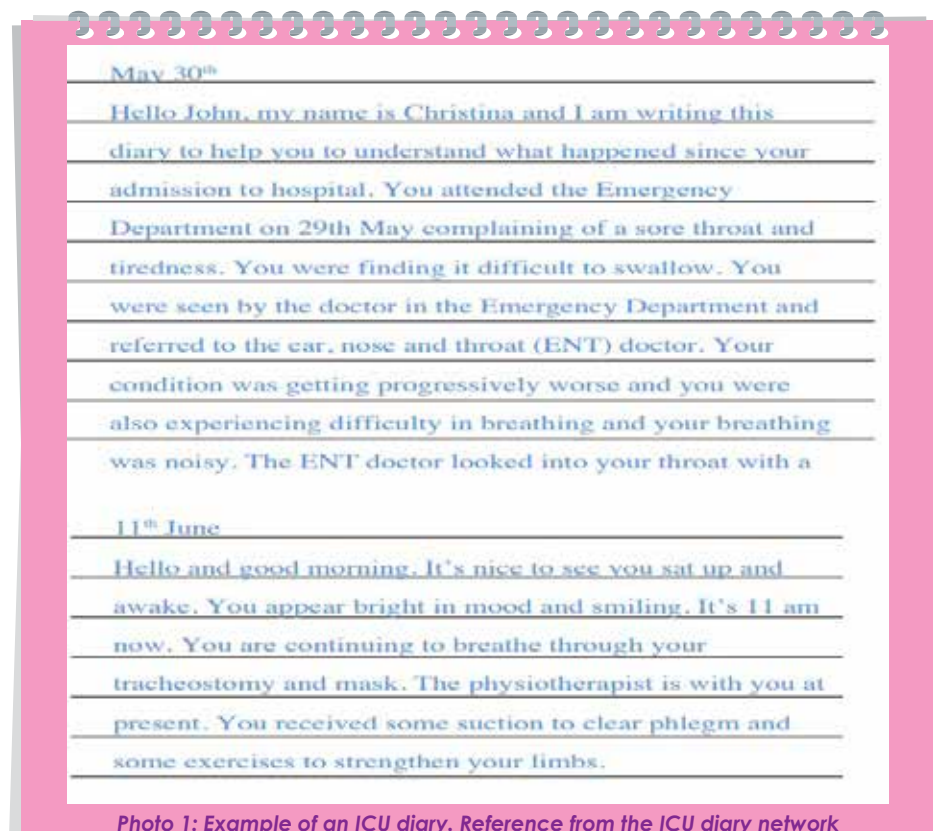 May 30th
Hello John, my name is Christina and I am writing this
diary to help you to understand what happened since your
admission to hospital. You attended the Emergency
Department on 29th May complaining of a sore throat and
tiredness. You were finding it difficult to swallow. You
were seen by the doctor in the Emergency Department and
referred to the ear, nose and throat (ENT) doctor. Your
condition was getting progressively worse and you were
also experiencing difficulty in breathing and your breathing
was noisy. The ENT doctor looked into your throat with a
11th June
Hello and good morning. It's nice to see you sat up and
awake. You appear bright in mood and smiling. It's 11 am
now. You are continuing to breathe through your
tracheostomy and mask. The physiotherapist is with you at
present. You received some suction to clear phlegm and
some exercises to strengthen your limbs.
Photo 1: Example of an ICU diary. Reference from the ICU diary network